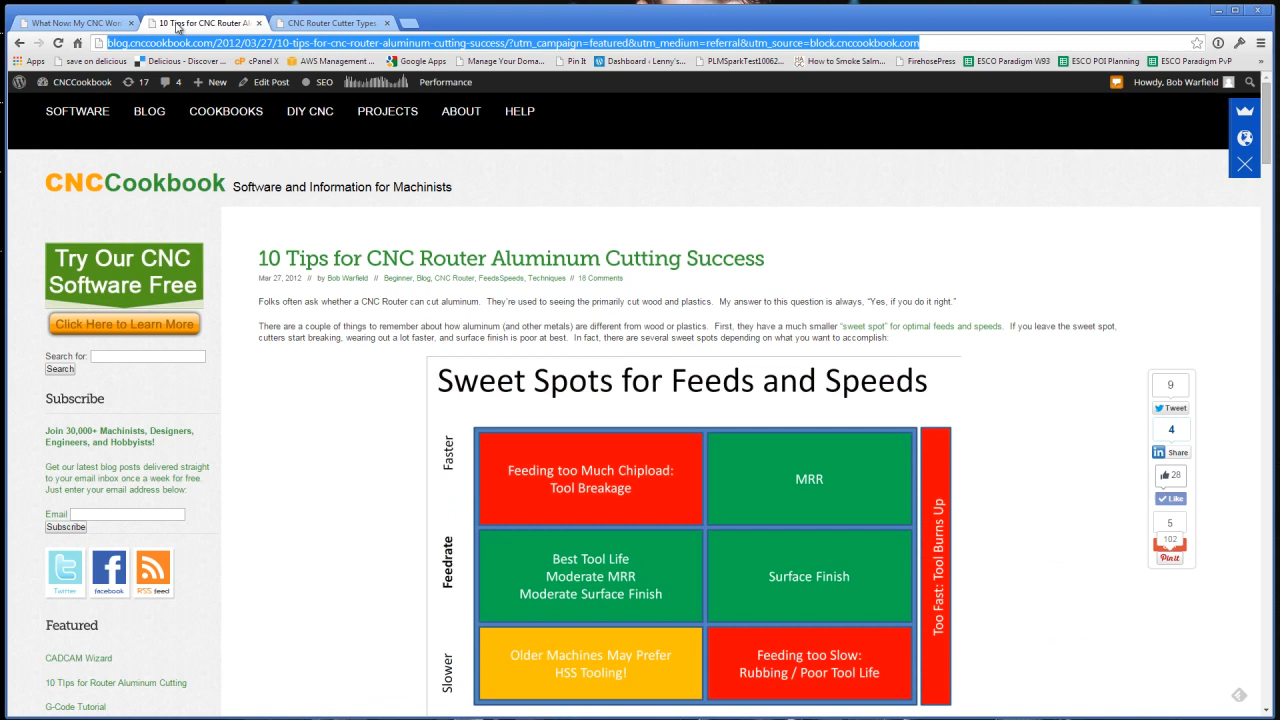 What Now: My CNC Wor
10 Tips for CNC Router Al
CNC Router Cutter Types
blog.cnccookbook.com/2012/03/27/10-tips-for-cnc-router-aluminum-cutting-success/?utm_campaign=featured&utm_medium=referral&utm_source=block.cnccookbook.com
Apps save on delicious Delicious - Discover ... cPanel X AWS Management ... Google Apps Manage Your Doma... Pin It Dashboard ‹ Lenny's... PLMSparkTest10062... How to Smoke Salm... FirehosePress ESCO Paradigm W93 ESCO POI Planning ESCO Paradigm PvP »
CNCCookbook 17 4 + New Edit Post SEO Performance Howdy, Bob Warfield
SOFTWARE BLOG COOKBOOKS DIY CNC PROJECTS ABOUT HELP
CNCCookbook Software and Information for Machinists
Try Our CNC
Software Free
Click Here to Learn More
Search for:
Search
Subscribe
Join 30,000+ Machinists, Designers,
Engineers, and Hobbyists!
Get our latest blog posts delivered straight
to your email inbox once a week for free.
Just enter your email address below:
Email
Subscribe
Twitter facebook RSS feed
Featured
CADCAM Wizard
10 Tips for Router Aluminum Cutting
G-Code Tutorial
10 Tips for CNC Router Aluminum Cutting Success
Mar 27, 2012 // by Bob Warfield // Beginner, Blog, CNC Router, FeedsSpeeds, Techniques // 18 Comments
Folks often ask whether a CNC Router can cut aluminum. They're used to seeing the primarily cut wood and plastics. My answer to this question is always, "Yes, if you do it right."
There are a couple of things to remember about how aluminum (and other metals) are different from wood or plastics. First, they have a much smaller "sweet spot" for optimal feeds and speeds. If you leave the sweet spot,
cutters start breaking, wearing out a lot faster, and surface finish is poor at best. In fact, there are several sweet spots depending on what you want to accomplish:
Sweet Spots for Feeds and Speeds
Faster
Feedrate
Slower
Feeding too Much Chipload:
Tool Breakage
MRR
Best Tool Life
Moderate MRR
Moderate Surface Finish
Surface Finish
Older Machines May Prefer
HSS Tooling!
Feeding too Slow:
Rubbing / Poor Tool Life
Too Fast: Tool Burns Up
9
Tweet
4
in Share
28
Like
5
102
Pin it